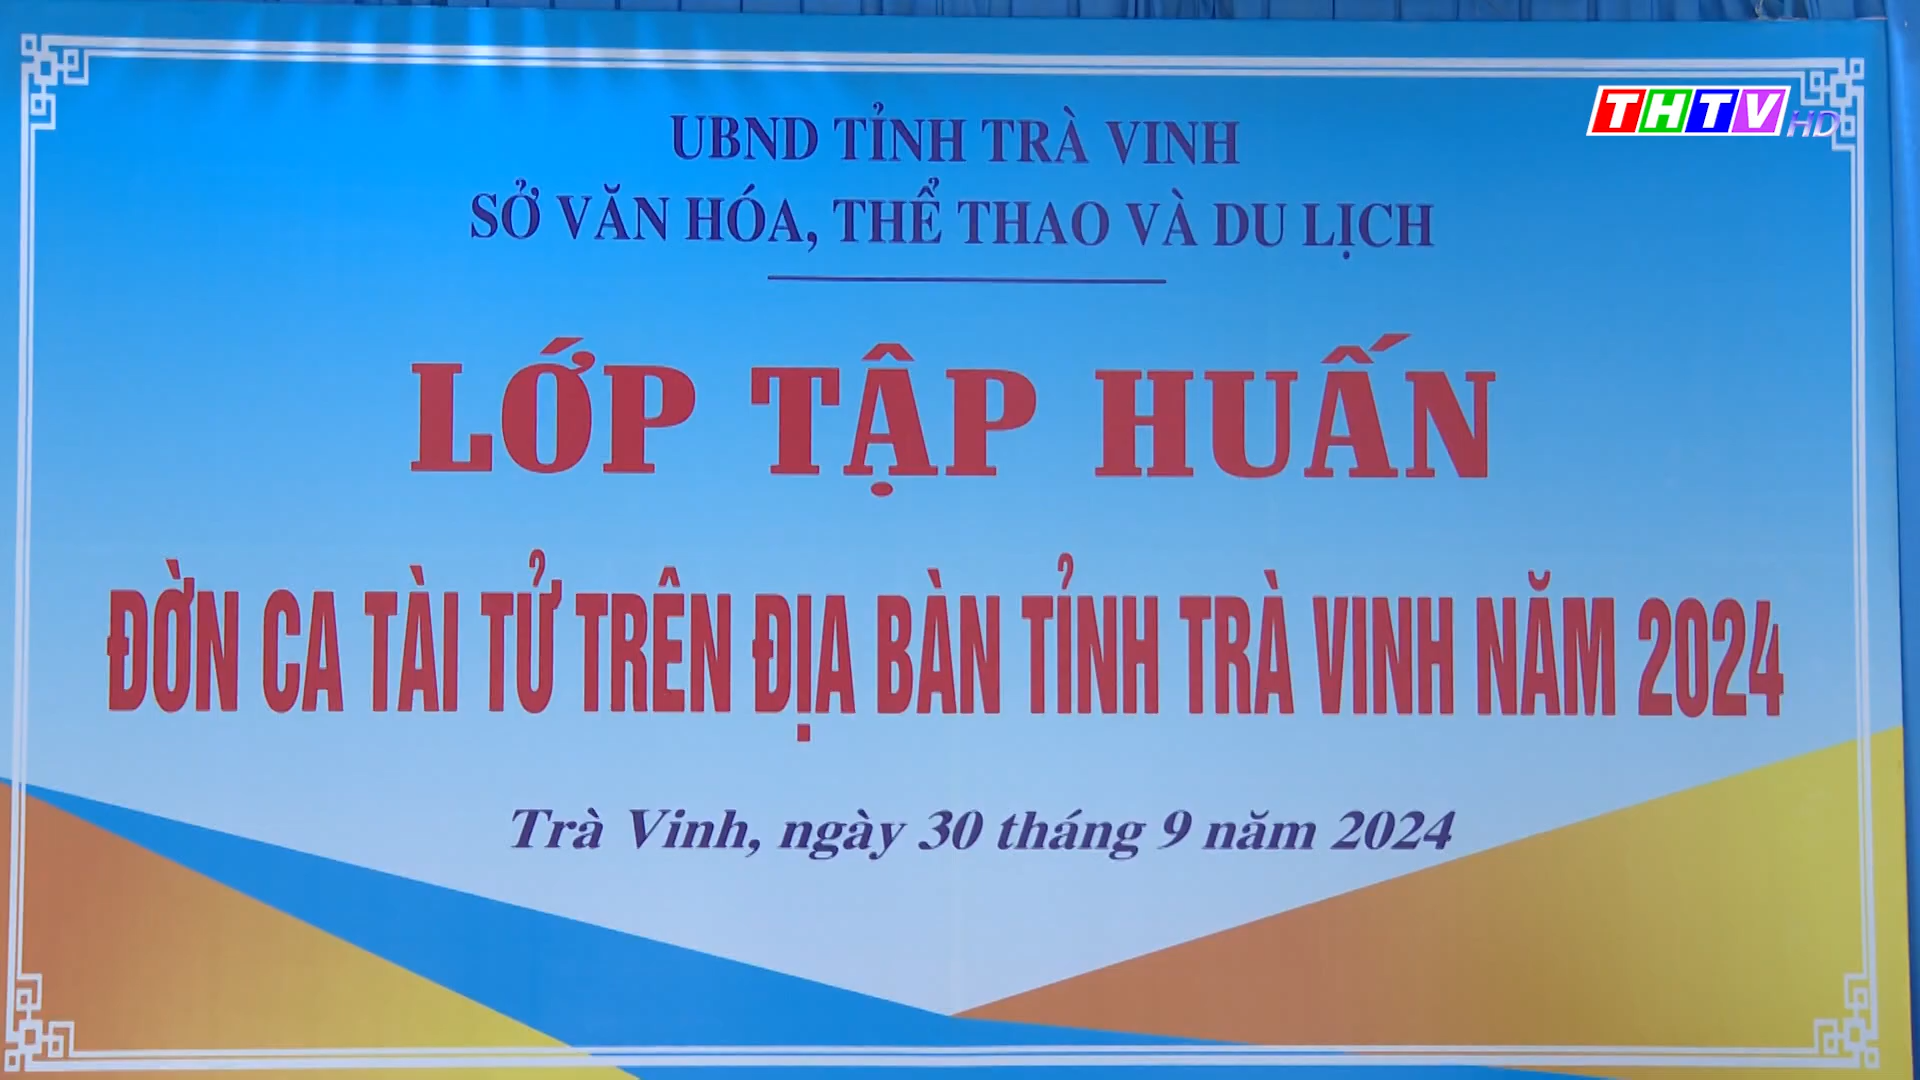 UBND TỈNH TRÀ VINH
THTV HD
SỞ VĂN HÓA, THỂ THAO VÀ DU LỊCH
LỚP TẬP HUẤN
ĐỜN CA TÀI TỬ TRÊN ĐỊA BÀN TỈNH TRÀ VINH NĂM 2024
Trà Vinh, ngày 30 tháng 9 năm 2024